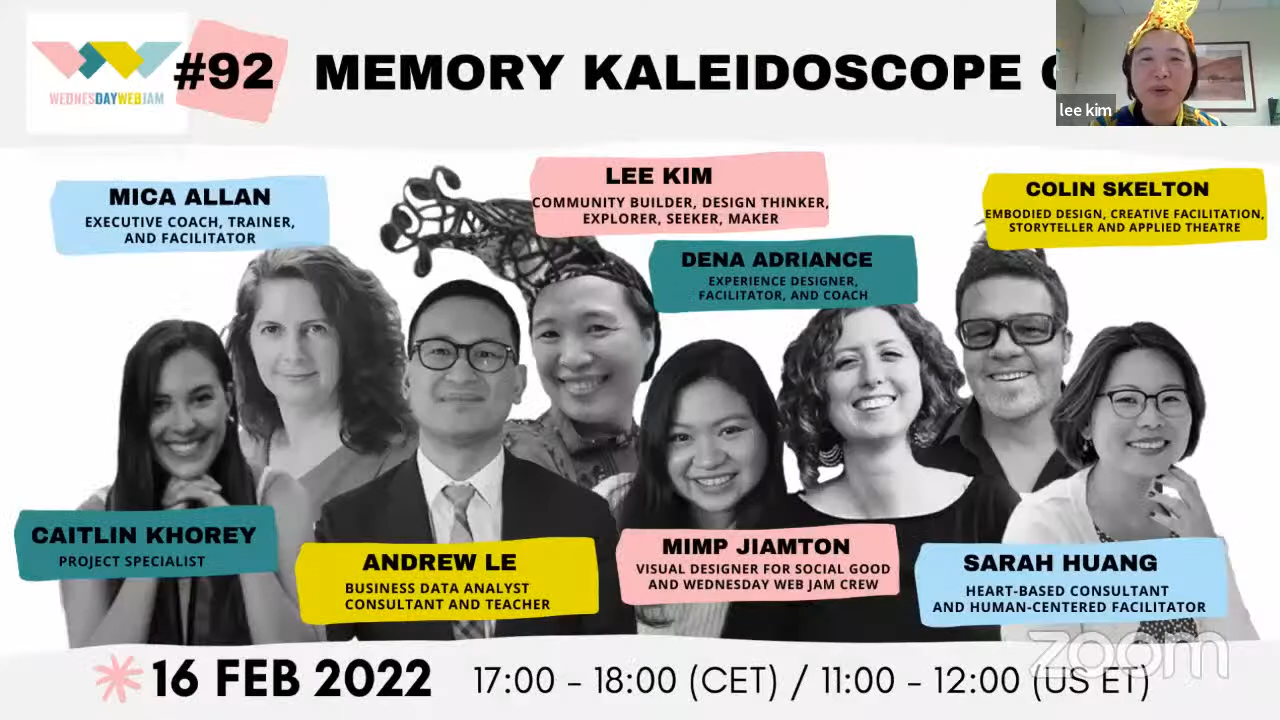 #92 MEMORY KALEIDOSCOPE
lee kim
WEDNESDAYWEBJAM
MICA ALLAN
EXECUTIVE COACH, TRAINER,
AND FACILITATOR
LEE KIM
COMMUNITY BUILDER, DESIGN THINKER,
EXPLORER, SEEKER, MAKER
COLIN SKELTON
EMBODIED DESIGN, CREATIVE FACILITATION,
STORYTELLER AND APPLIED THEATRE
DENA ADRIANCE
EXPERIENCE DESIGNER,
FACILITATOR, AND COACH
CAITLIN KHOREY
PROJECT SPECIALIST
ANDREW LE
BUSINESS DATA ANALYST
CONSULTANT AND TEACHER
MIMP JIAMTON
VISUAL DESIGNER FOR SOCIAL GOOD
AND WEDNESDAY WEB JAM CREW
SARAH HUANG
HEART-BASED CONSULTANT
AND HUMAN-CENTERED FACILITATOR
zoom
16 FEB 2022 17:00 - 18:00 (CET) / 11:00 - 12:00 (US ET)